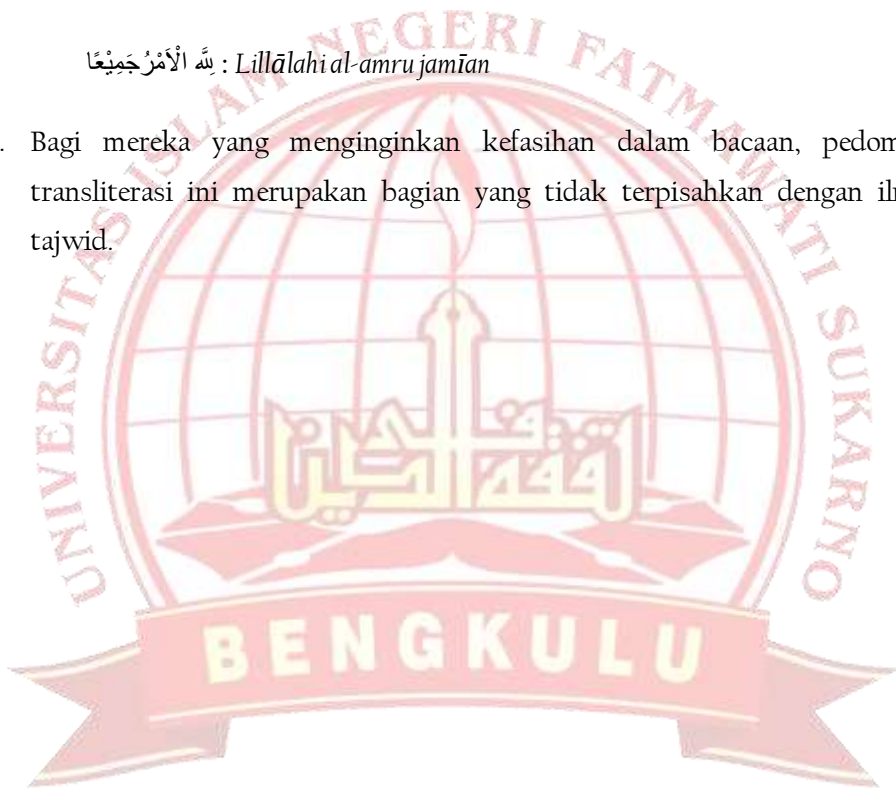 لِلَّه الْاَمْرُ جَمِيْعًا : Lillālahi al-amru jamīan
. Bagi mereka yang menginginkan kefasihan dalam bacaan, pedom
transliterasi ini merupakan bagian yang tidak terpisahkan dengan il
tajwid.
UNIVERSITAS ISLAM NEGERI FATMAWATI SUKARNO
BENGKULU